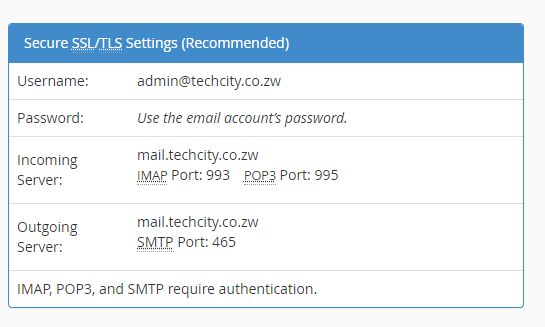 Secure SSL/TLS Settings (Recommended)
Username: admin@techcity.co.zw
Password: Use the email account’s password.
Incoming Server: mail.techcity.co.zw
IMAP Port: 993 POP3 Port: 995
Outgoing Server: mail.techcity.co.zw
SMTP Port: 465
IMAP, POP3, and SMTP require authentication.